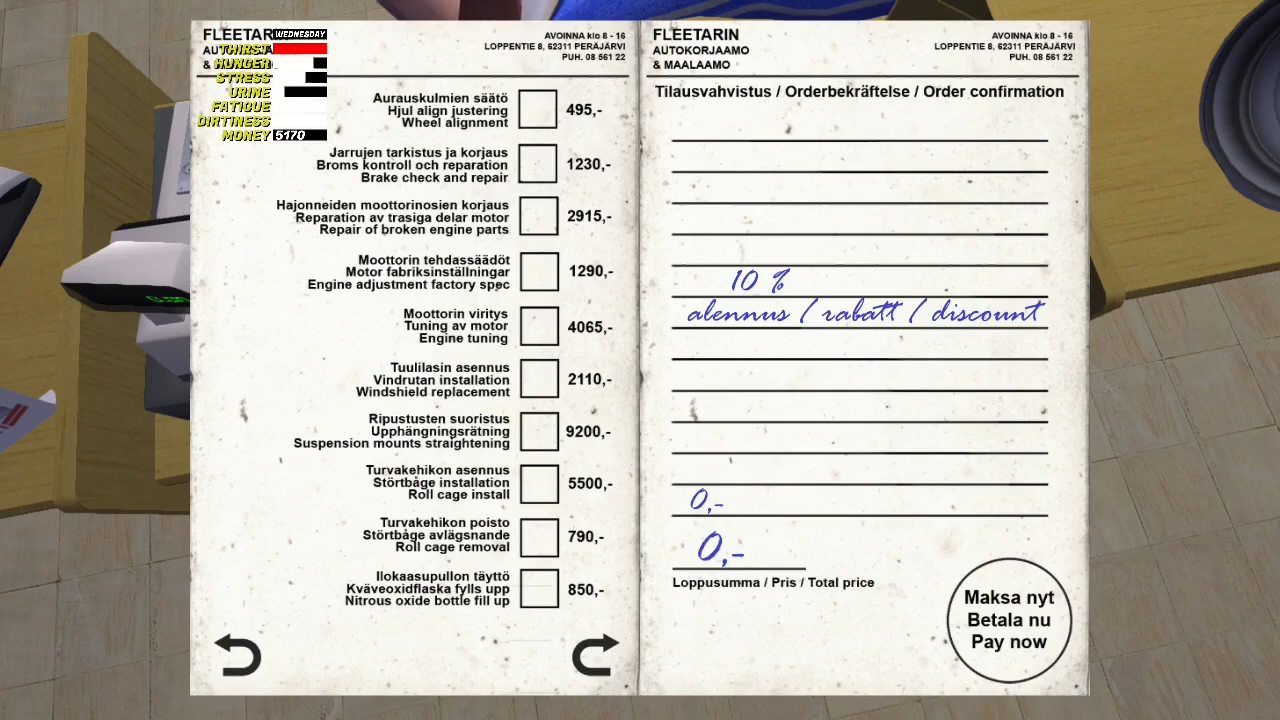 FLEETARIN
AVOINNA klo 8 - 16
LOPPENTIE 8, 62311 PERÄJÄRVI
PUH. 08 561 22
WEDNESDAY
THIRST
HUNGER
STRESS
URINE
FATIGUE
DIRTINESS
MONEY 5170
Aurauskulmien säätö
Hjul align justering
Wheel alignment
495,-
Jarrujen tarkistus ja korjaus
Broms kontroll och reparation
Brake check and repair
1230,-
Hajonneiden moottorinosien korjaus
Reparation av trasiga delar motor
Repair of broken engine parts
2915,-
Moottorin tehdassäädöt
Motor fabriksinställningar
Engine adjustment factory spec
1290,-
Moottorin viritys
Tuning av motor
Engine tuning
4065,-
Tuulilasin asennus
Vindrutan installation
Windshield replacement
2110,-
Ripustusten suoristus
Upphängningsrätning
Suspension mounts straightening
9200,-
Turvakehikon asennus
Störtbåge installation
Roll cage install
5500,-
Turvakehikon poisto
Störtbåge avlägsnande
Roll cage removal
790,-
Ilokaasupullon täyttö
Kväveoxidflaska fylls upp
Nitrous oxide bottle fill up
850,-
FLEETARIN
AUTOKORJAAMO
& MAALAAMO
AVOINNA klo 8 - 16
LOPPENTIE 8, 62311 PERÄJÄRVI
PUH. 08 561 22
Tilausvahvistus / Orderbekräftelse / Order confirmation
10 %
alennus / rabatt / discount
0,-
0,-
Loppusumma / Pris / Total price
Maksa nyt
Betala nu
Pay now